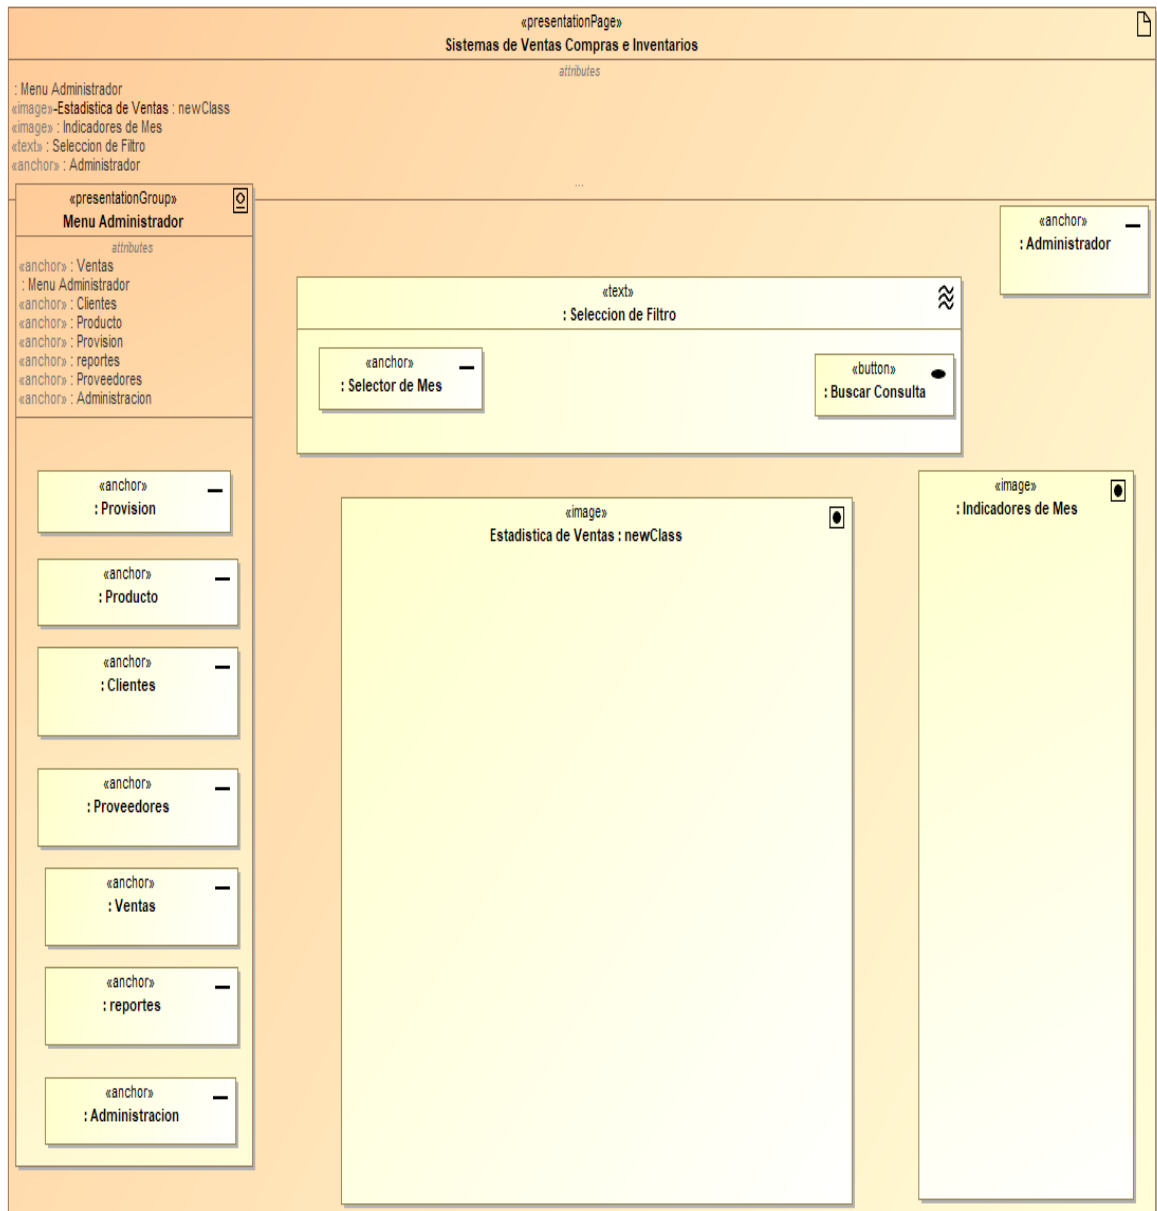 «presentationPage»
Sistemas de Ventas Compras e Inventarios
attributes
: Menu Administrador
«image»-Estadistica de Ventas : newClass
«image» : Indicadores de Mes
«text» : Seleccion de Filtro
«anchor» : Administrador
...
«presentationGroup»
Menu Administrador
attributes
«anchor» : Ventas
: Menu Administrador
«anchor» : Clientes
«anchor» : Producto
«anchor» : Provision
«anchor» : reportes
«anchor» : Proveedores
«anchor» : Administracion
«anchor»
: Provision
«anchor»
: Producto
«anchor»
: Clientes
«anchor»
: Proveedores
«anchor»
: Ventas
«anchor»
: reportes
«anchor»
: Administracion
«anchor»
: Administrador
«text»
: Seleccion de Filtro
«anchor»
: Selector de Mes
«button»
: Buscar Consulta
«image»
Estadistica de Ventas : newClass
«image»
: Indicadores de Mes